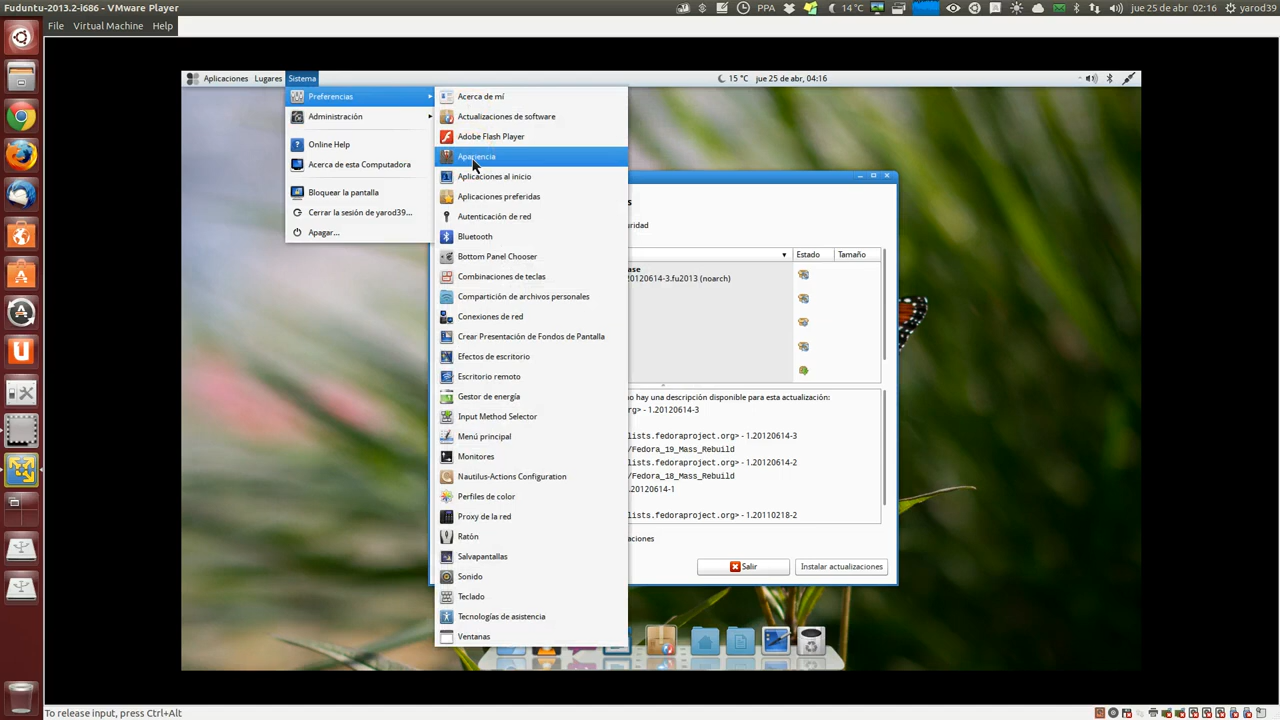 Fuduntu-2013.2-i686 - VMware Player
PPA
14 °C
jue 25 de abr, 02:16
yarod39
File Virtual Machine Help
Aplicaciones Lugares Sistema
15 °C jue 25 de abr, 04:16
Preferencias
Administración
Online Help
Acerca de esta Computadora
Bloquear la pantalla
Cerrar la sesión de yarod39...
Apagar...
Acerca de mí
Actualizaciones de software
Adobe Flash Player
Apariencia
Aplicaciones al inicio
Aplicaciones preferidas
Autenticación de red
Bluetooth
Bottom Panel Chooser
Combinaciones de teclas
Compartición de archivos personales
Conexiones de red
Crear Presentación de Fondos de Pantalla
Efectos de escritorio
Escritorio remoto
Gestor de energía
Input Method Selector
Menú principal
Monitores
Nautilus-Actions Configuration
Perfiles de color
Proxy de la red
Ratón
Salvapantallas
Sonido
Teclado
Tecnologías de asistencia
Ventanas
s
uridad
Estado Tamaño
ase
20120614-3.fu2013 (noarch)
no hay una descripción disponible para esta actualización:
org> - 1.20120614-3
lists.fedoraproject.org> - 1.20120614-3
/Fedora_19_Mass_Rebuild
lists.fedoraproject.org> - 1.20120614-2
/Fedora_18_Mass_Rebuild
.20120614-1
lists.fedoraproject.org> - 1.20110218-2
aciones
Salir
Instalar actualizaciones
To release input, press Ctrl+Alt